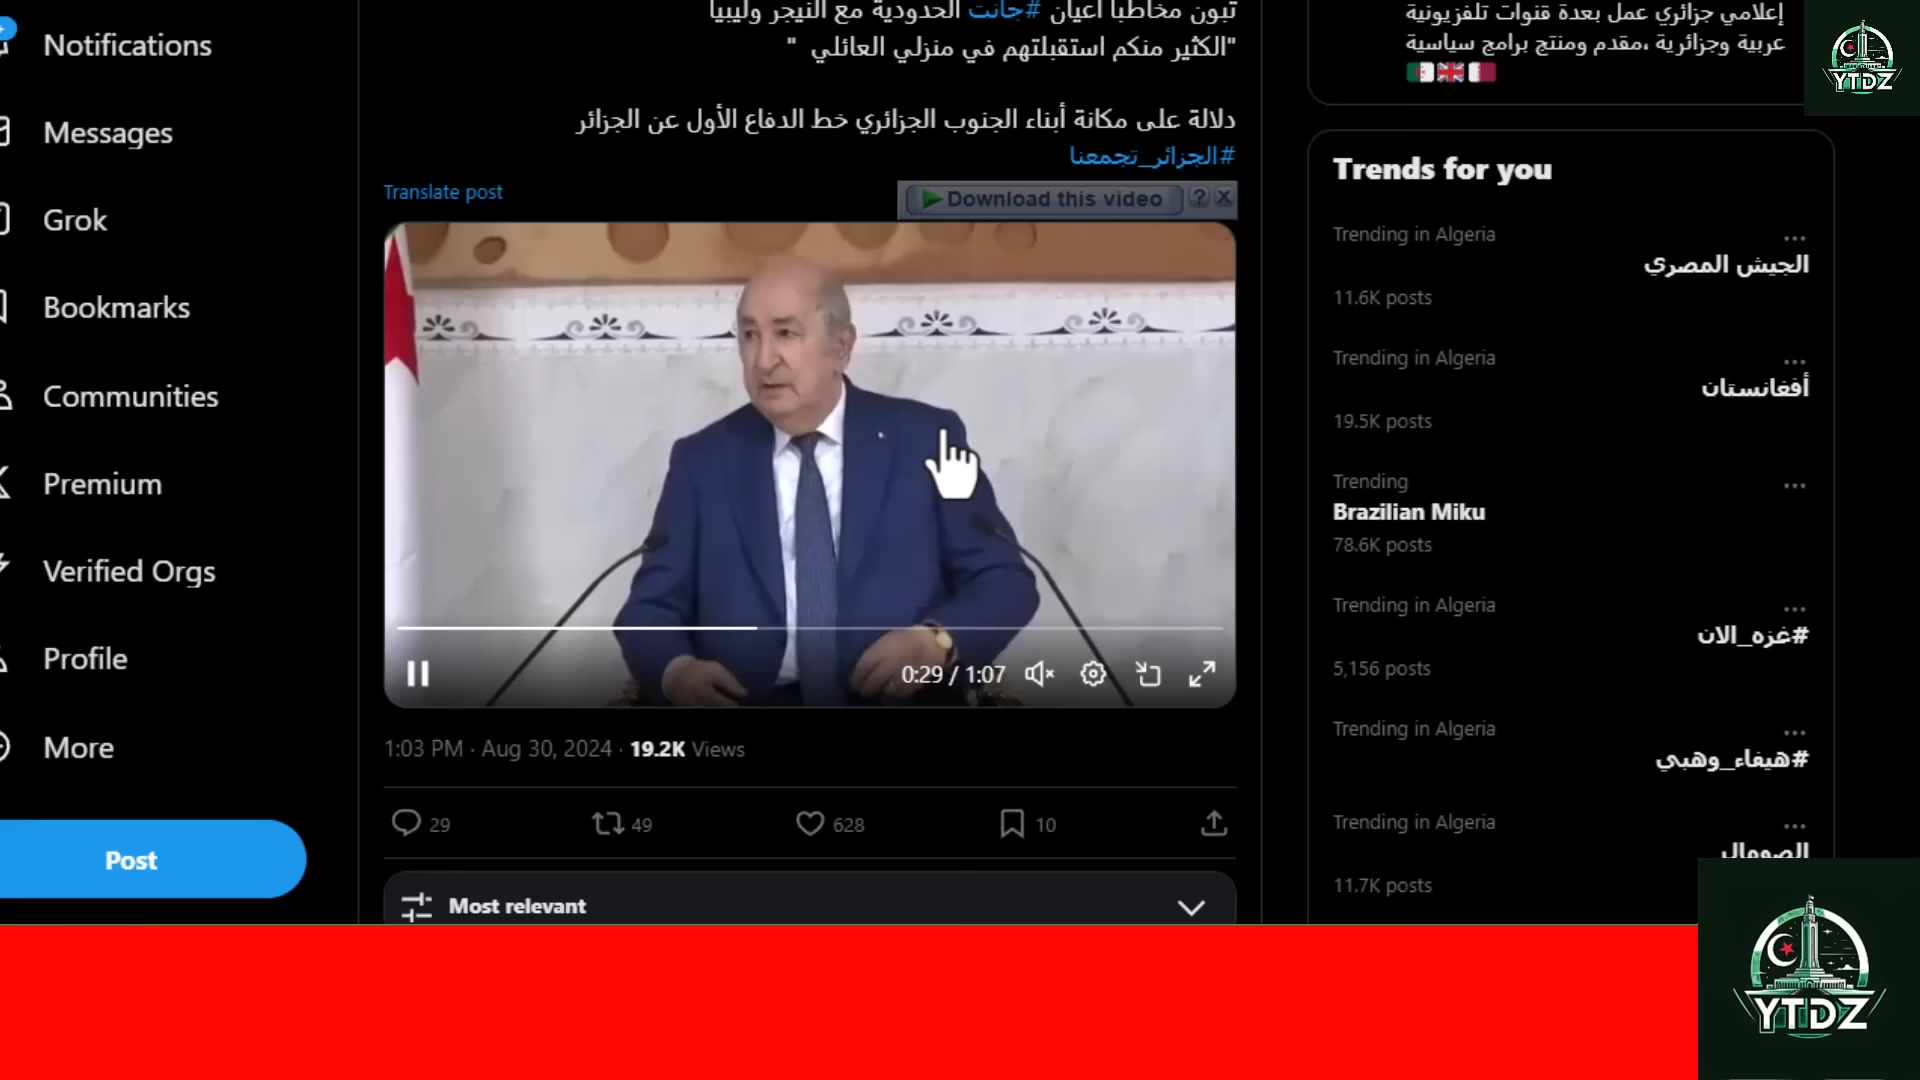 Notifications
Messages
Grok
Bookmarks
Communities
Premium
Verified Orgs
Profile
More
Post
تبون مخاطبا أعيان #جانت الحدودية مع النيجر وليبيا
"الكثير منكم استقبلتهم في منزلي العائلي "
دلالة على مكانة أبناء الجنوب الجزائري خط الدفاع الأول عن الجزائر
#الجزائر_تجمعنا
Translate post
Download this video
0:29 / 1:07
1:03 PM · Aug 30, 2024 · 19.2K Views
29
49
628
10
Most relevant
إعلامي جزائري عمل بعدة قنوات تلفزيونية
عربية وجزائرية ،مقدم ومنتج برامج سياسية
Trends for you
Trending in Algeria
الجيش المصري
11.6K posts
Trending in Algeria
أفغانستان
19.5K posts
Trending
Brazilian Miku
78.6K posts
Trending in Algeria
#غزه_الان
5,156 posts
Trending in Algeria
#هيفاء_وهبي
Trending in Algeria
الصومال
11.7K posts
YTDZ
YTDZ